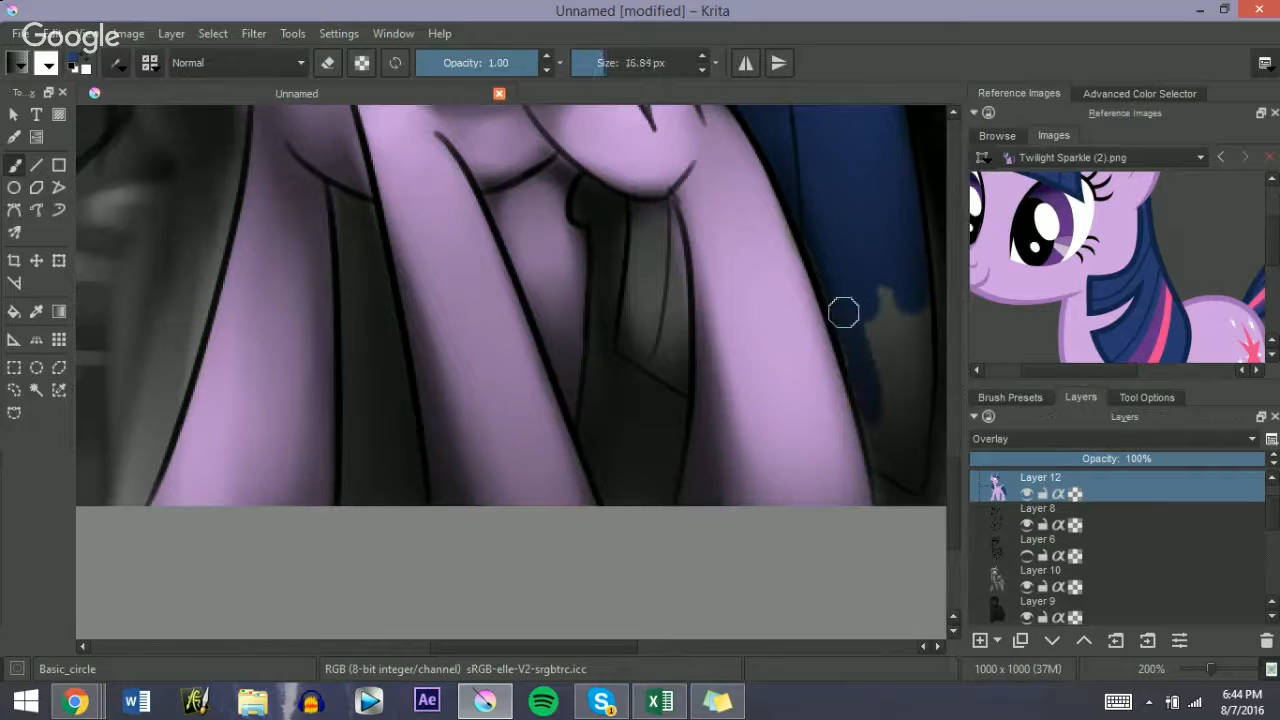 Unnamed [modified] – Krita
Google
File Image Layer Select Filter Tools Settings Window Help
Normal
Opacity: 1.00
Size: 16.84 px
To... x
Unnamed
Reference Images
Advanced Color Selector
Reference Images
Browse
Images
Twilight Sparkle (2).png
Brush Presets
Layers
Tool Options
Layers
Overlay
Opacity: 100%
Layer 12
Layer 8
Layer 6
Layer 10
Layer 9
Basic_circle
RGB (8-bit integer/channel) sRGB-elle-V2-srgbtrc.icc
1000 x 1000 (37M)
200%
6:44 PM
8/7/2016